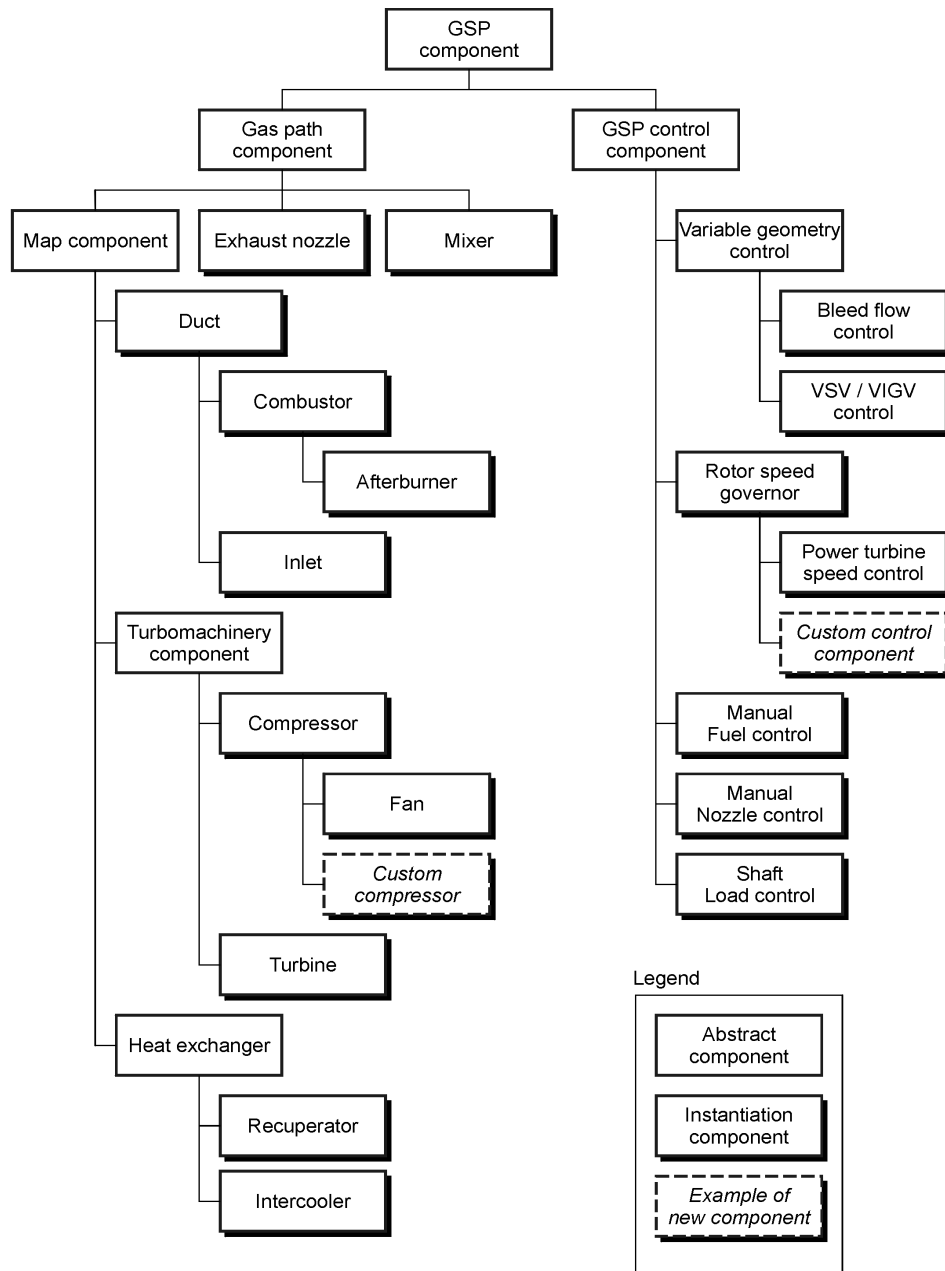 GSP
component
Gas path
component
GSP control
component
Map component
Exhaust nozzle
Mixer
Variable geometry
control
Duct
Bleed flow
control
Combustor
VSV / VIGV
control
Afterburner
Rotor speed
governor
Inlet
Power turbine
speed control
Turbomachinery
component
Custom control
component
Compressor
Manual
Fuel control
Fan
Manual
Nozzle control
Custom
compressor
Shaft
Load control
Turbine
Heat exchanger
Recuperator
Intercooler
Legend
Abstract
component
Instantiation
component
Example of
new component